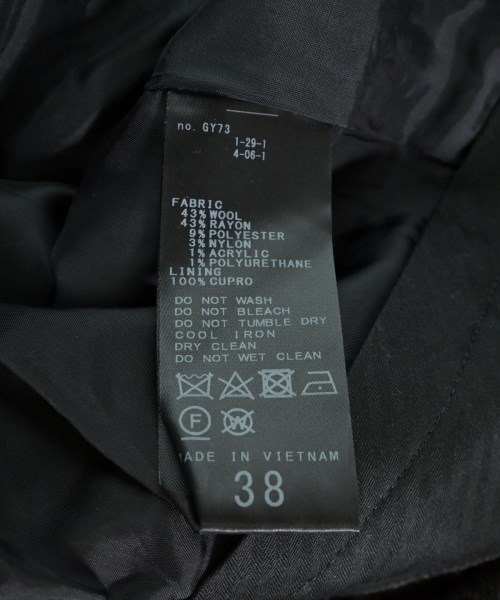 no. GY73
1-29-1
4-06-1
FABRIC
43% WOOL
43% RAYON
9% POLYESTER
3% NYLON
1% ACRYLIC
1% POLYURETHANE
LINING
100% CUPRO
DO NOT WASH
DO NOT BLEACH
DO NOT TUMBLE DRY
COOL IRON
DRY CLEAN
DO NOT WET CLEAN
F W
MADE IN VIETNAM
38